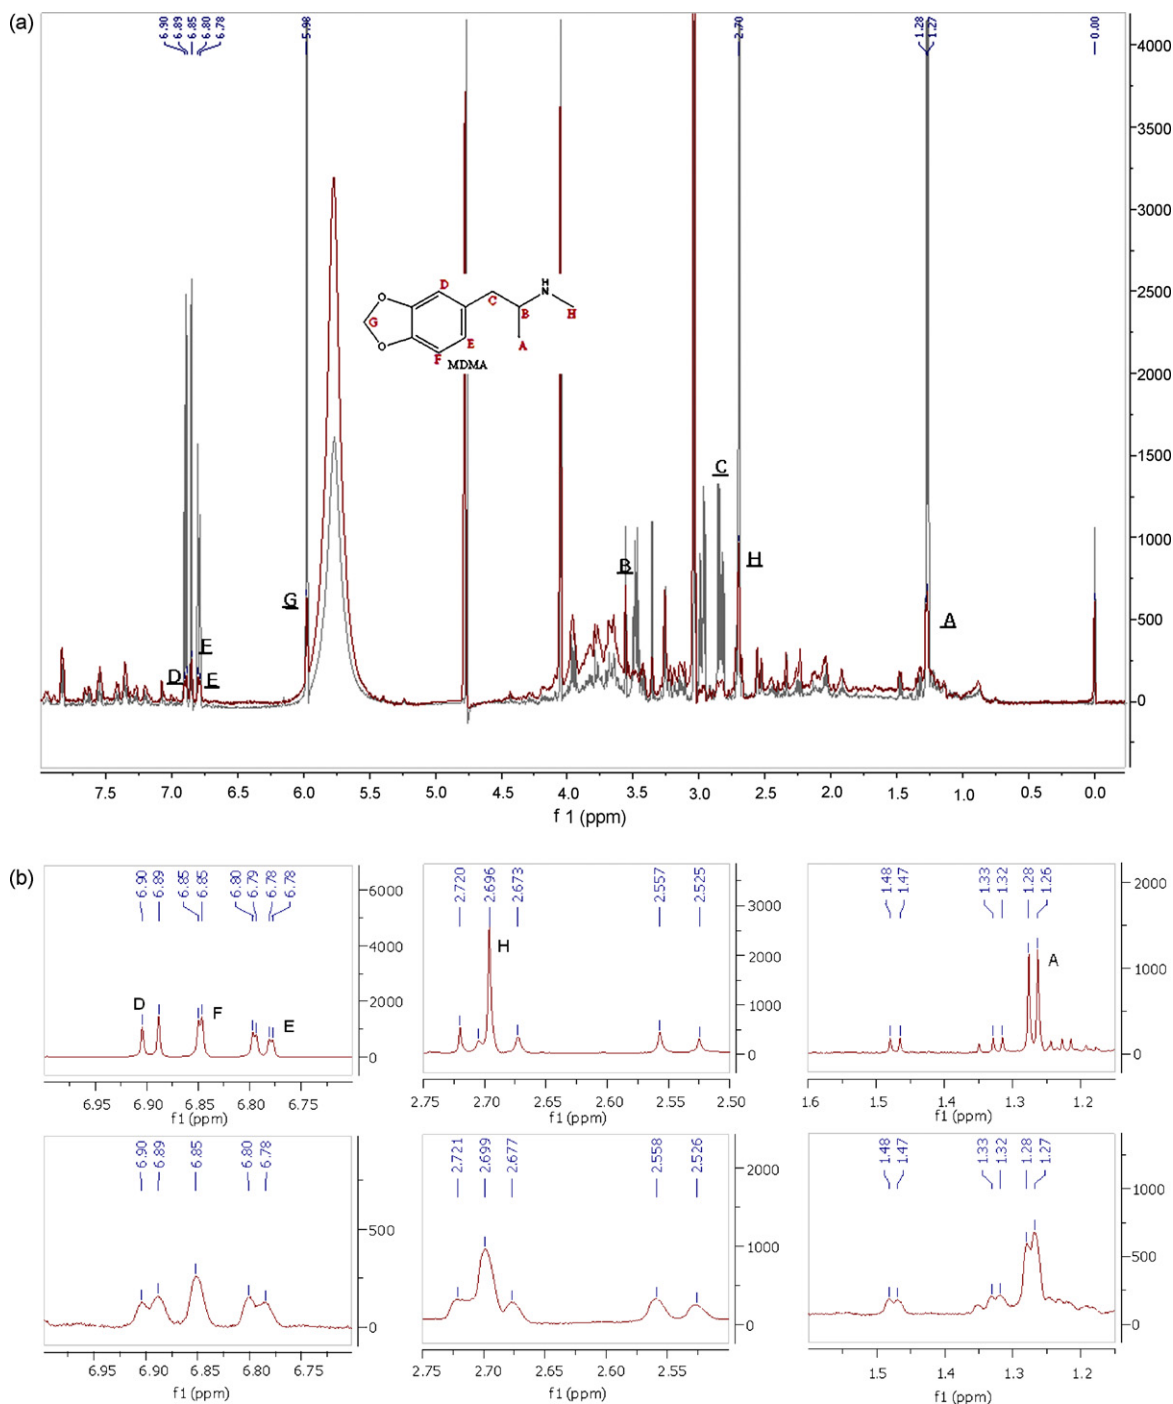 (a)
6.90 6.89 6.85 6.80 6.78 5.98 2.70 1.28 1.27 0.00
4000
3500
3000
2500
2000
1500
1000
500
0
H
N
O
O
D
C
B
H
G
E
A
F
MDMA
C
B
H
G
A
E
D
E
7.5 7.0 6.5 6.0 5.5 5.0 4.5 4.0 3.5 3.0 2.5 2.0 1.5 1.0 0.5 0.0
f 1 (ppm)
(b)
6.90 6.89 6.85 6.85 6.80 6.79 6.78 6.78
6000
4000
2000
0
D
F
E
6.95 6.90 6.85 6.80 6.75
f1 (ppm)
2.720 2.696 2.673 2.557 2.525
3000
2000
1000
0
H
2.75 2.70 2.65 2.60 2.55 2.50
f1 (ppm)
1.48 1.47 1.33 1.32 1.28 1.26
2000
1000
0
A
1.6 1.5 1.4 1.3 1.2
f1 (ppm)
6.90 6.89 6.85 6.80 6.78
500
0
6.95 6.90 6.85 6.80 6.75
f1 (ppm)
2.721 2.699 2.677 2.558 2.526
2000
1000
0
2.75 2.70 2.65 2.60 2.55
f1 (ppm)
1.48 1.47 1.33 1.32 1.28 1.27
1000
500
0
1.5 1.4 1.3 1.2
f1 (ppm)